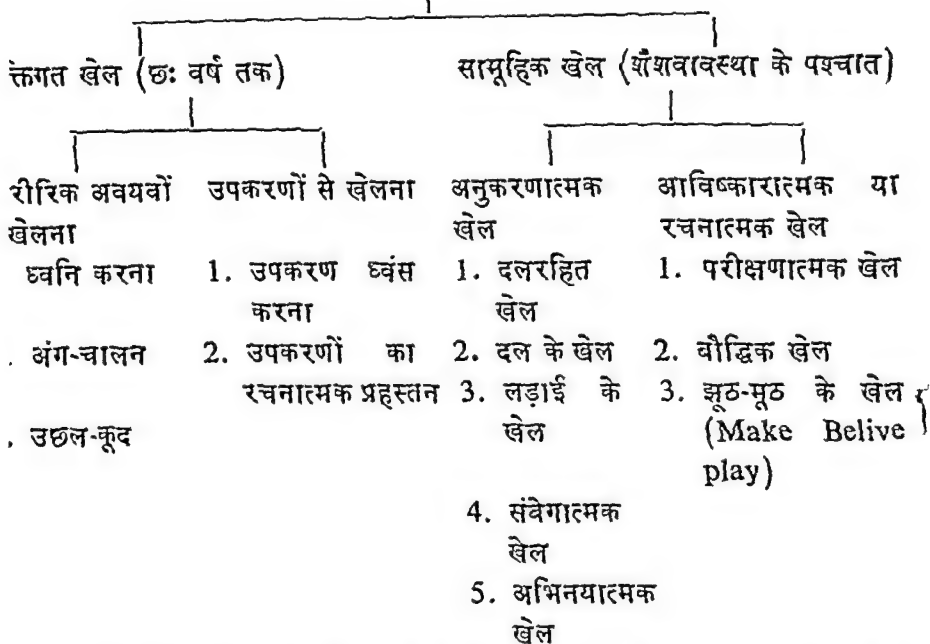 क्तिगत खेल (छः वर्ष तक) सामूहिक खेल (शैशवावस्था के पश्चात)
रीरिक अवयवों उपकरणों से खेलना अनुकरणात्मक आविष्कारात्मक या
खेलना खेल रचनात्मक खेल
ध्वनि करना 1. उपकरण ध्वंस 1. दलरहित 1. परीक्षणात्मक खेल
करना खेल
. अंग-चालन 2. उपकरणों का 2. दल के खेल 2. बौद्धिक खेल
रचनात्मक प्रहस्तन 3. लड़ाई के 3. झूठ-मूठ के खेल
. उछल-कूद खेल (Make Belive
play)
4. संवेगात्मक
खेल
5. अभिनयात्मक
खेल